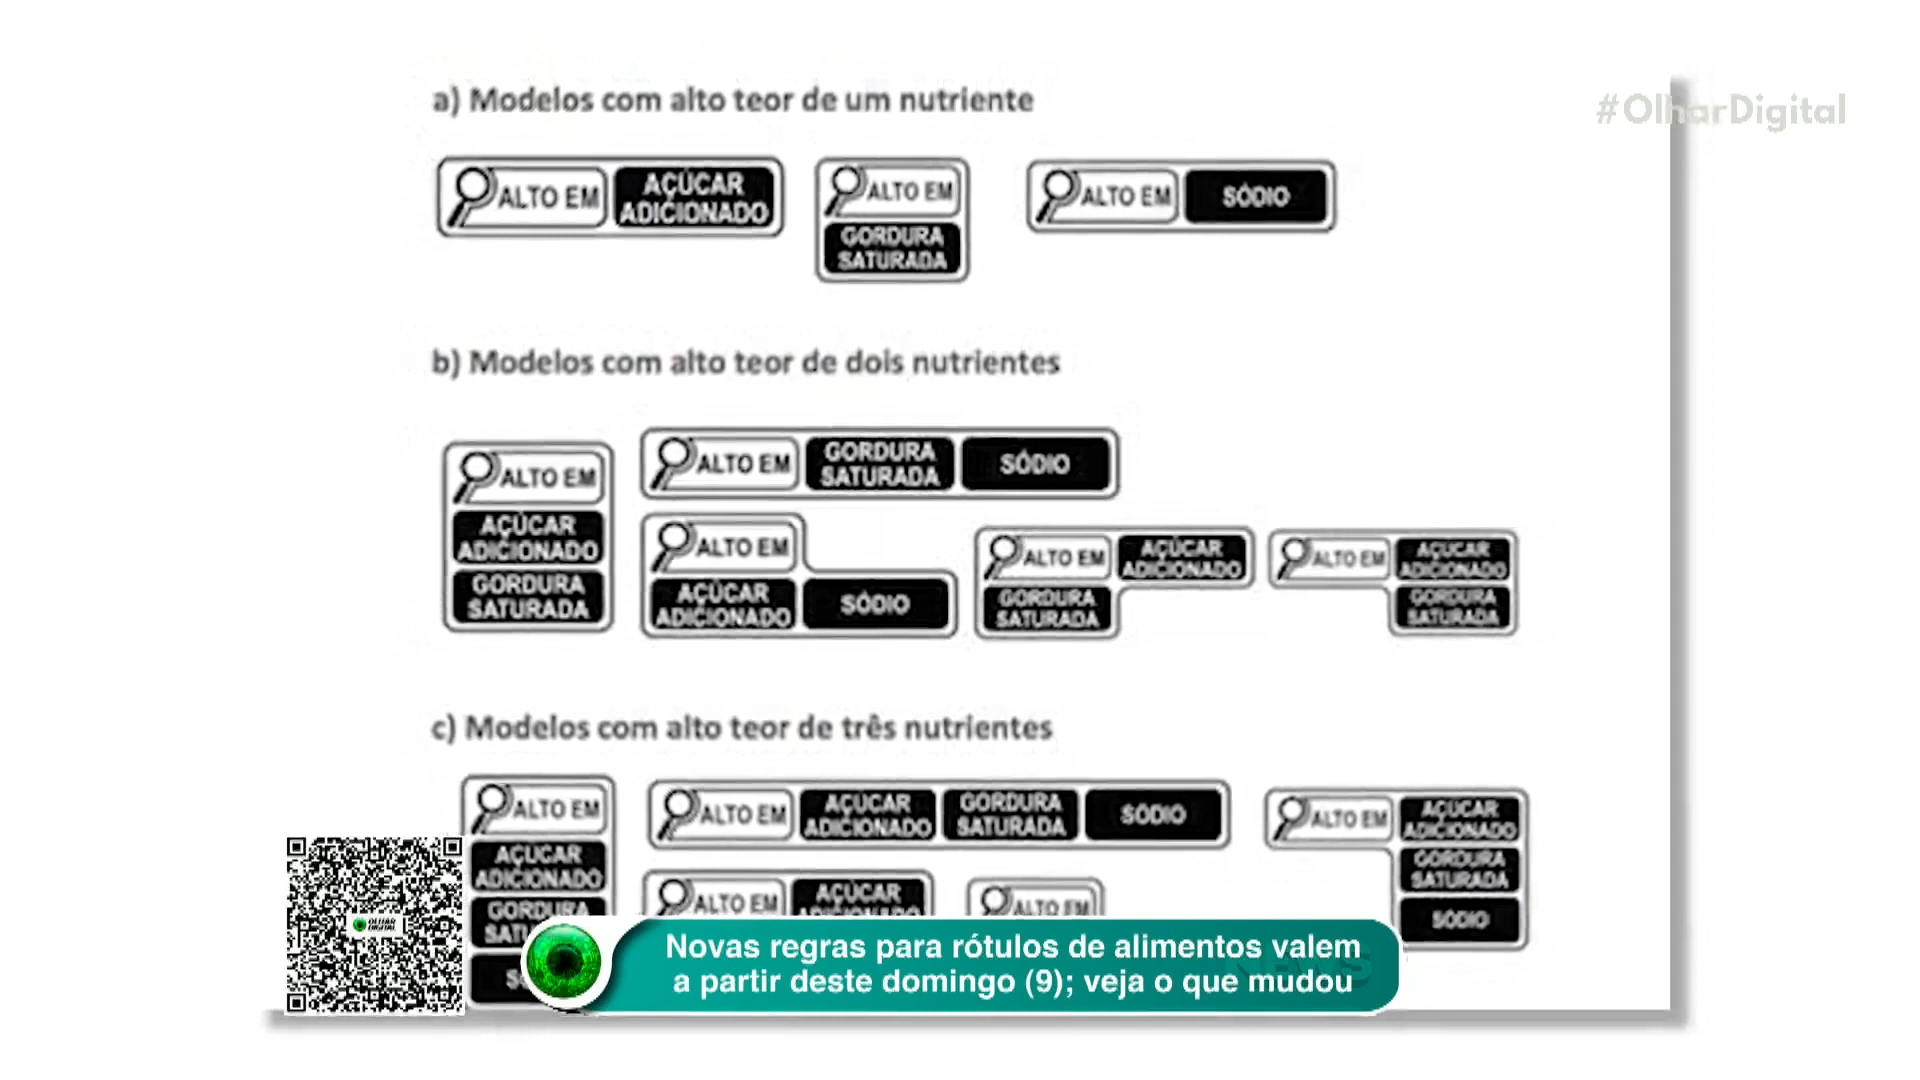 #OlharDigital
a) Modelos com alto teor de um nutriente
ALTO EM
AÇÚCAR
ADICIONADO
ALTO EM
GORDURA
SATURADA
ALTO EM
SÓDIO
b) Modelos com alto teor de dois nutrientes
ALTO EM
AÇÚCAR
ADICIONADO
GORDURA
SATURADA
ALTO EM
GORDURA
SATURADA
SÓDIO
ALTO EM
AÇÚCAR
ADICIONADO
SÓDIO
ALTO EM
AÇÚCAR
ADICIONADO
GORDURA
SATURADA
ALTO EM
AÇÚCAR
ADICIONADO
GORDURA
SATURADA
c) Modelos com alto teor de três nutrientes
ALTO EM
AÇÚCAR
ADICIONADO
GORDURA
ALTO EM
AÇÚCAR
ADICIONADO
GORDURA
SATURADA
SÓDIO
ALTO EM
AÇÚCAR
ADICIONADO
GORDURA
SATURADA
SÓDIO
ALTO EM
AÇÚCAR
ALTO EM
OLHAR
DIGITAL
Novas regras para rótulos de alimentos valem
a partir deste domingo (9); veja o que mudou